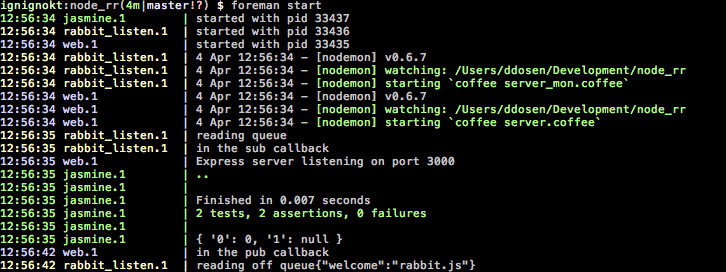 ignignokt:node_rr(4m|master!?) $ foreman start
12:56:34 jasmine.1       | started with pid 33437
12:56:34 rabbit_listen.1 | started with pid 33436
12:56:34 web.1           | started with pid 33435
12:56:34 rabbit_listen.1 | 4 Apr 12:56:34 – [nodemon] v0.6.7
12:56:34 rabbit_listen.1 | 4 Apr 12:56:34 – [nodemon] watching: /Users/ddosen/Development/node_rr
12:56:34 rabbit_listen.1 | 4 Apr 12:56:34 – [nodemon] starting `coffee server_mon.coffee`
12:56:34 web.1           | 4 Apr 12:56:34 – [nodemon] v0.6.7
12:56:34 web.1           | 4 Apr 12:56:34 – [nodemon] watching: /Users/ddosen/Development/node_rr
12:56:34 web.1           | 4 Apr 12:56:34 – [nodemon] starting `coffee server.coffee`
12:56:35 rabbit_listen.1 | reading queue
12:56:35 rabbit_listen.1 | in the sub callback
12:56:35 web.1           | Express server listening on port 3000
12:56:35 jasmine.1       | ..
12:56:35 jasmine.1       |
12:56:35 jasmine.1       | Finished in 0.007 seconds
12:56:35 jasmine.1       | 2 tests, 2 assertions, 0 failures
12:56:35 jasmine.1       |
12:56:35 jasmine.1       | { '0': 0, '1': null }
12:56:42 web.1           | in the pub callback
12:56:42 rabbit_listen.1 | reading off queue{"welcome":"rabbit.js"}